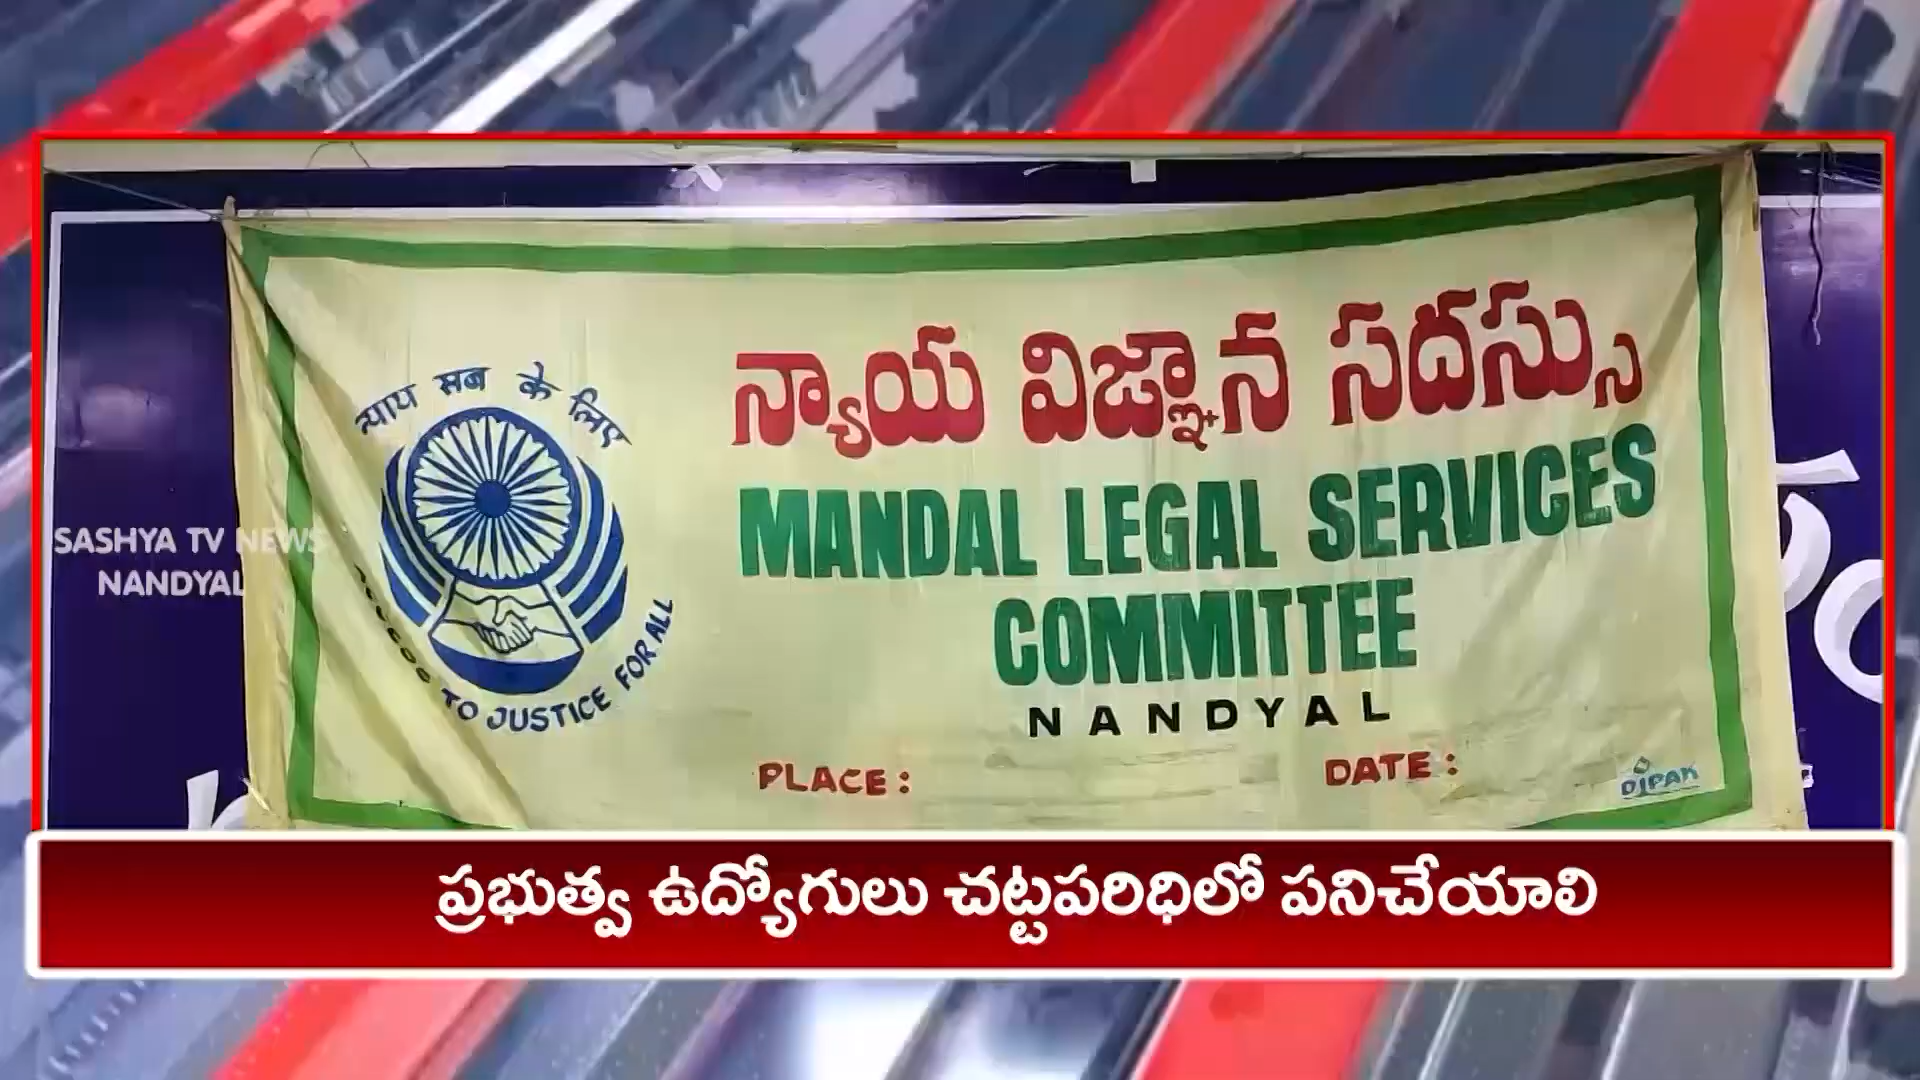 न्याय सब के लिए
న్యాయ విజ్ఞాన సదస్సు
MANDAL LEGAL SERVICES
COMMITTEE
NANDYAL
TO JUSTICE FOR ALL
PLACE :
DATE :
DIPAK
SASHYA TV NEWS
NANDYAL
ప్రభుత్వ ఉద్యోగులు చట్టపరిధిలో పనిచేయాలి